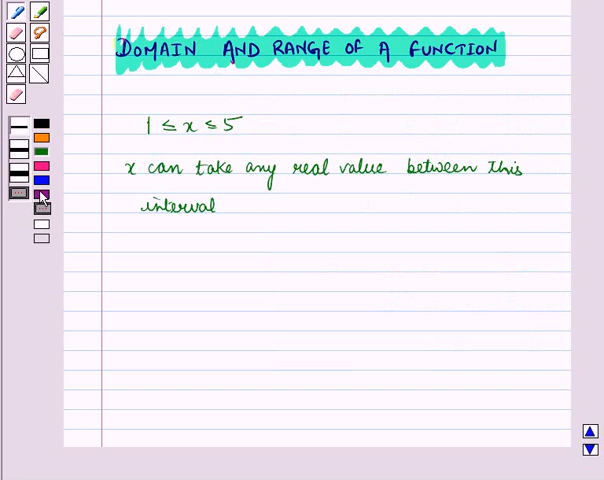 DOMAIN AND RANGE OF A FUNCTION
1 ≤ x ≤ 5
x can take any real value between this
interval